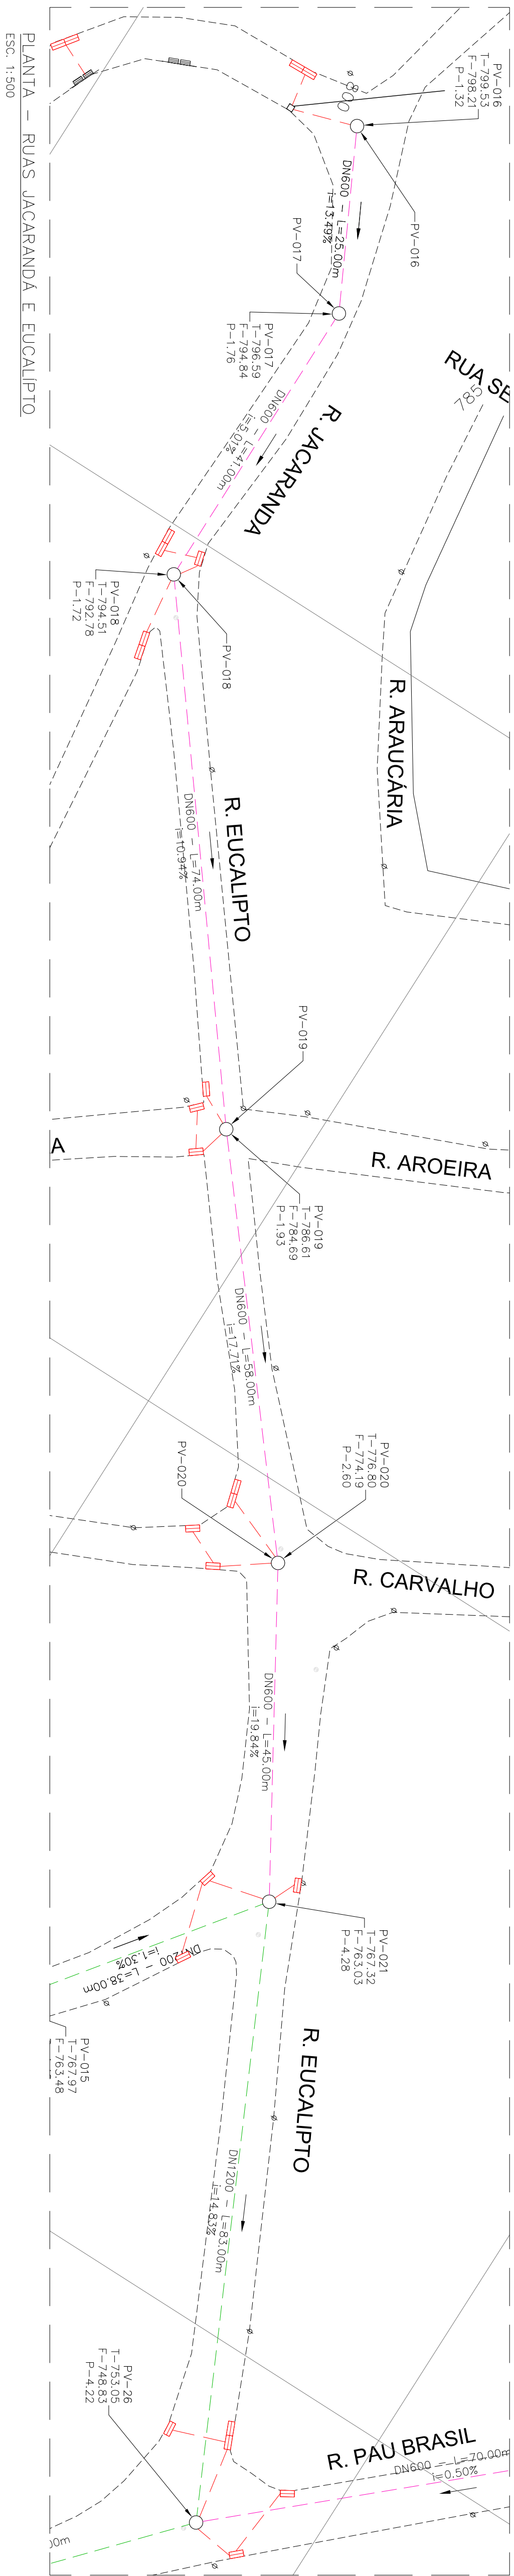 PLANTA – RUAS JACARANDÁ E EUCALÍPTO
ESC. 1:500
PV-016
T-799.53
F-798.21
P-1.32
800
PV-016
DN600 - L=25.00m
i=13.49%
PV-017
PV-017
T-796.59
F-794.84
P-1.76
RUA SE
785
R. JACARANDA
DN600 - L=41.00m
i=5.01%
PV-018
T-794.51
F-792.78
P-1.72
PV-018
R. ARAUCÁRIA
R. EUCALIPTO
DN600 - L=74.00m
i=10.94%
PV-019
A
R. AROEIRA
PV-019
T-786.61
F-784.69
P-1.93
DN600 - L=58.00m
i=17.71%
PV-020
T-776.80
F-774.19
P-2.60
PV-020
R. CARVALHO
DN600 - L=45.00m
i=19.84%
PV-021
T-767.32
F-763.03
P-4.28
DN1200 - L=38.00m
i=1.30%
PV-015
T-767.97
F-763.48
R. EUCALIPTO
DN1200 - L=83.00m
i=14.83%
PV-26
T-753.05
F-748.83
P-4.22
R. PAU BRASIL
DN600 - L=70.00m
i=0.50%
00m